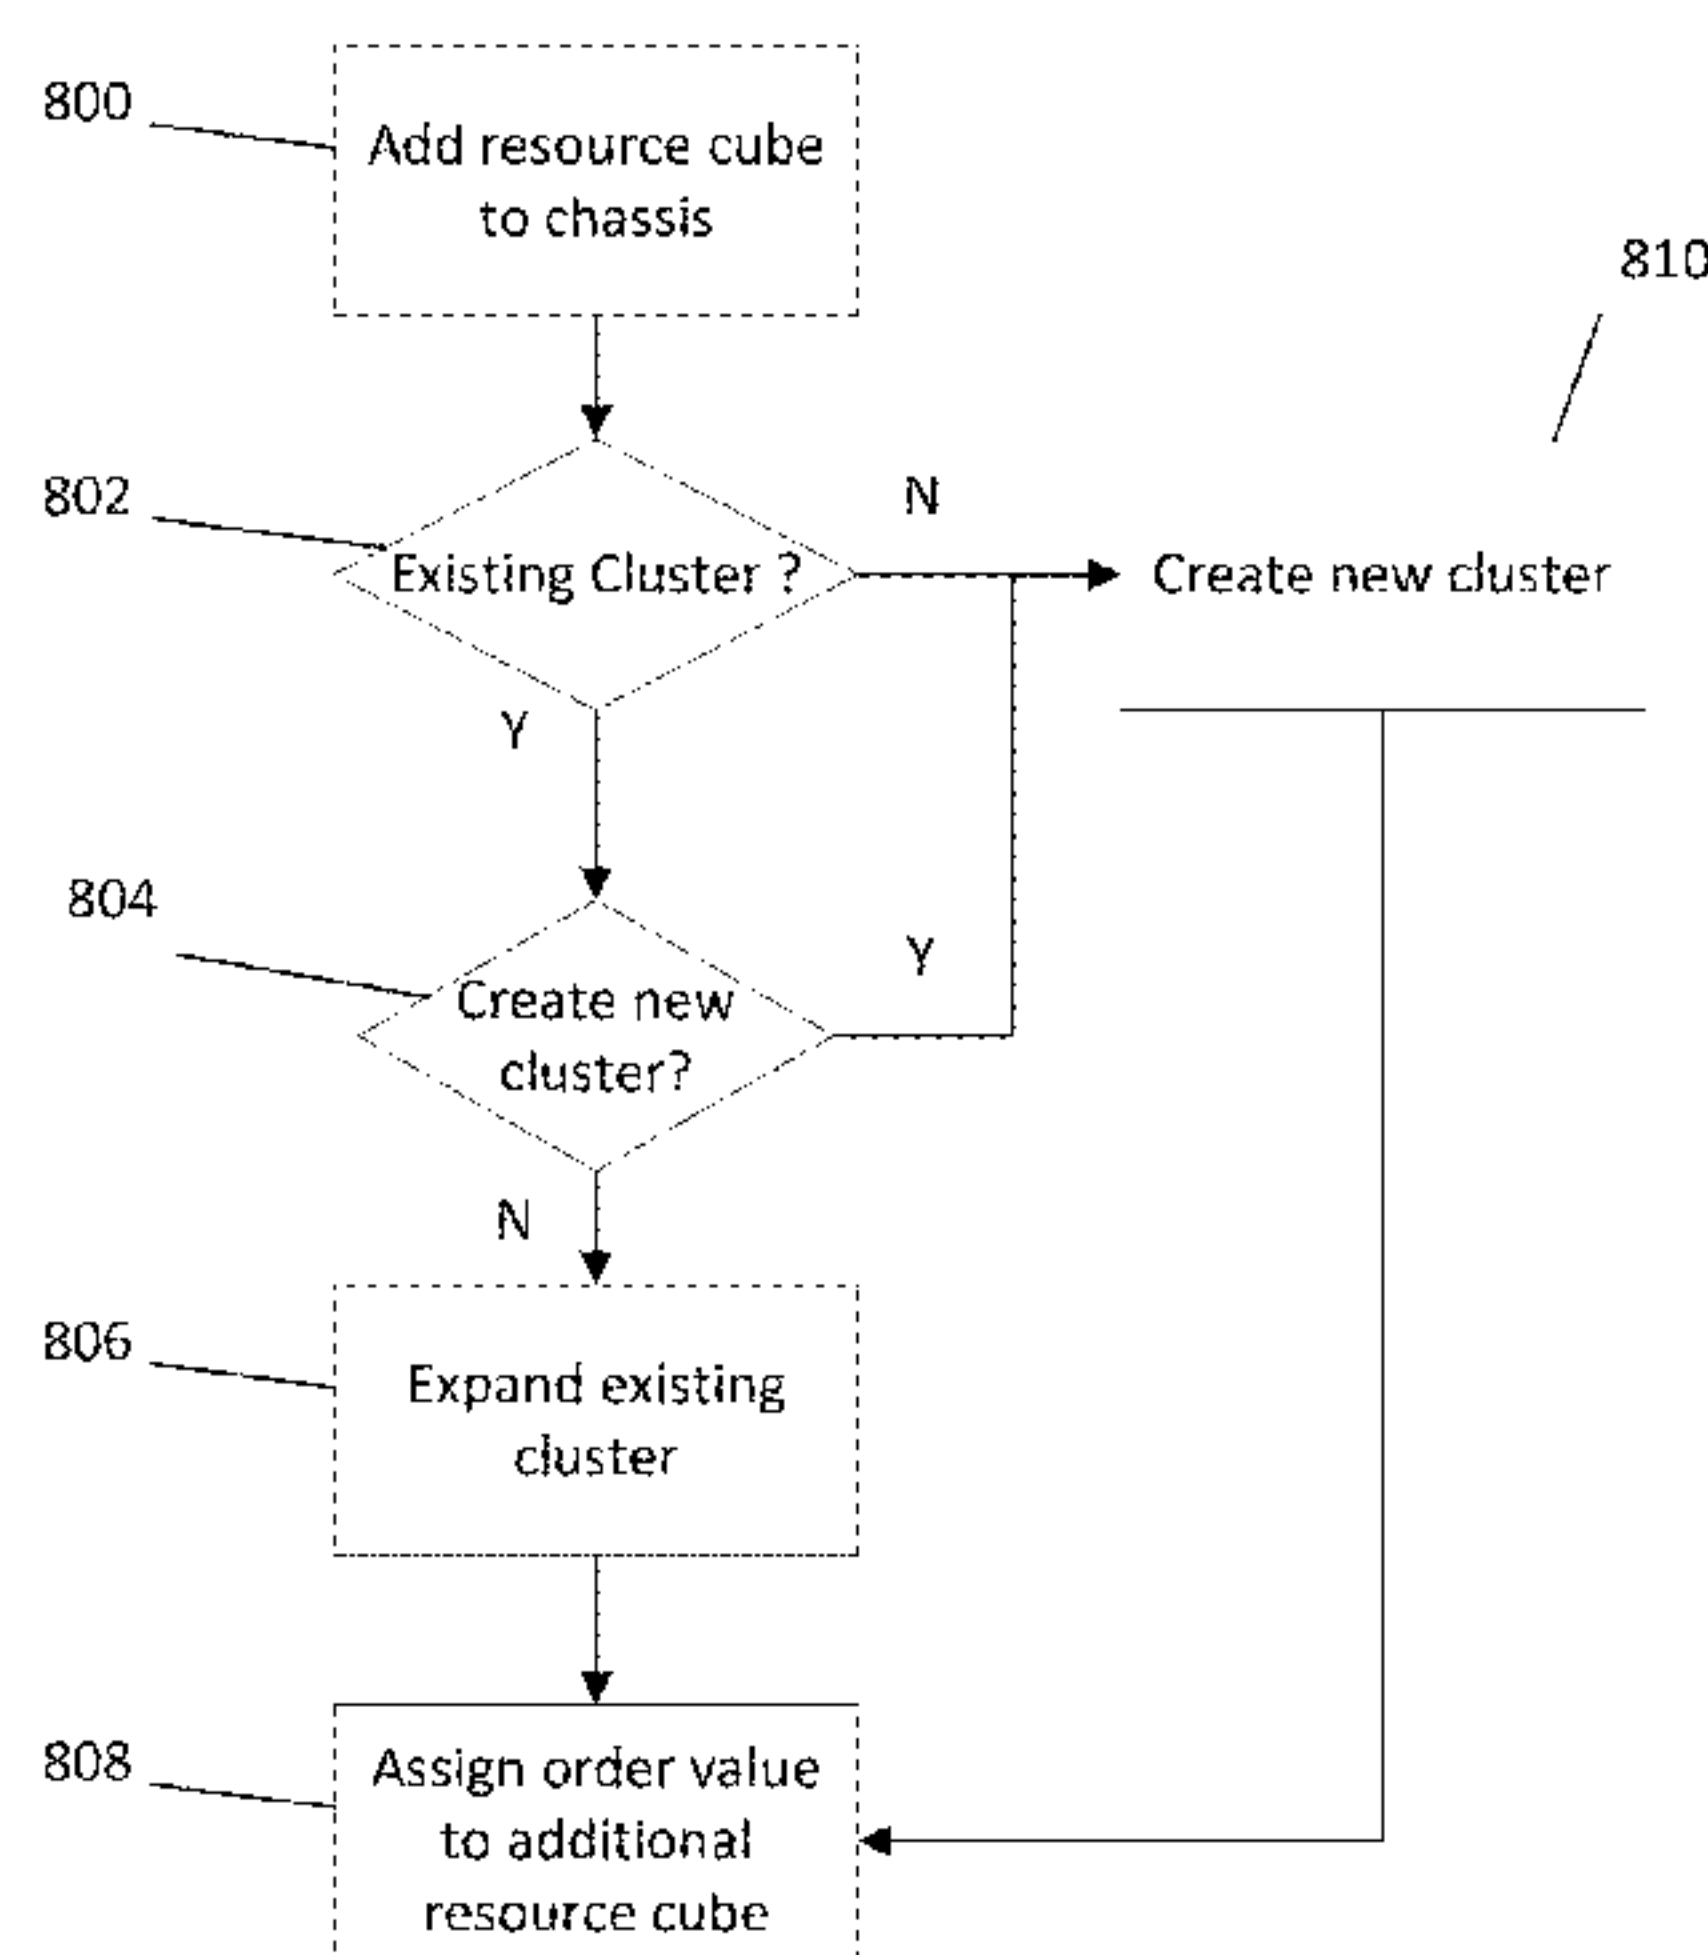 800
Add resource cube
to chassis
810
802
N
Existing Cluster ?
Create new cluster
Y
804
Y
Create new
cluster?
N
806
Expand existing
cluster
808
Assign order value
to additional
resource cube